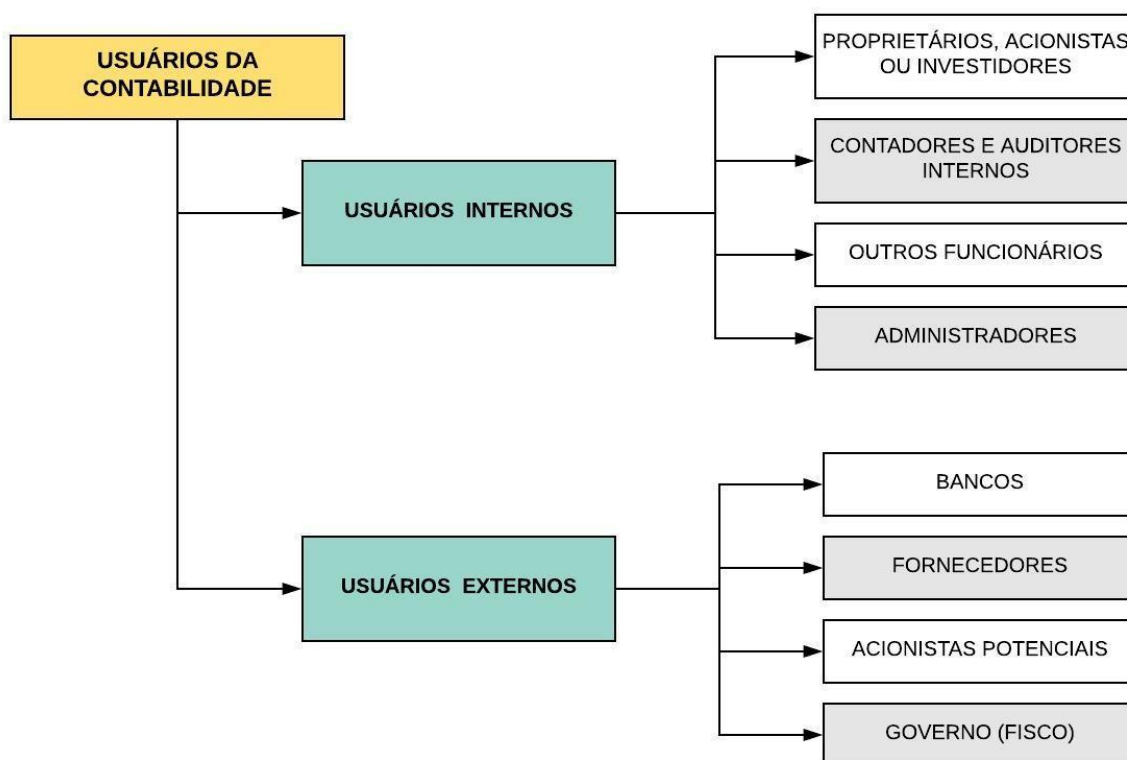 USUÁRIOS DA
CONTABILIDADE
PROPRIETÁRIOS, ACIONISTAS
OU INVESTIDORES
CONTADORES E AUDITORES
INTERNOS
USUÁRIOS INTERNOS
OUTROS FUNCIONÁRIOS
ADMINISTRADORES
BANCOS
FORNECEDORES
USUÁRIOS EXTERNOS
ACIONISTAS POTENCIAIS
GOVERNO (FISCO)